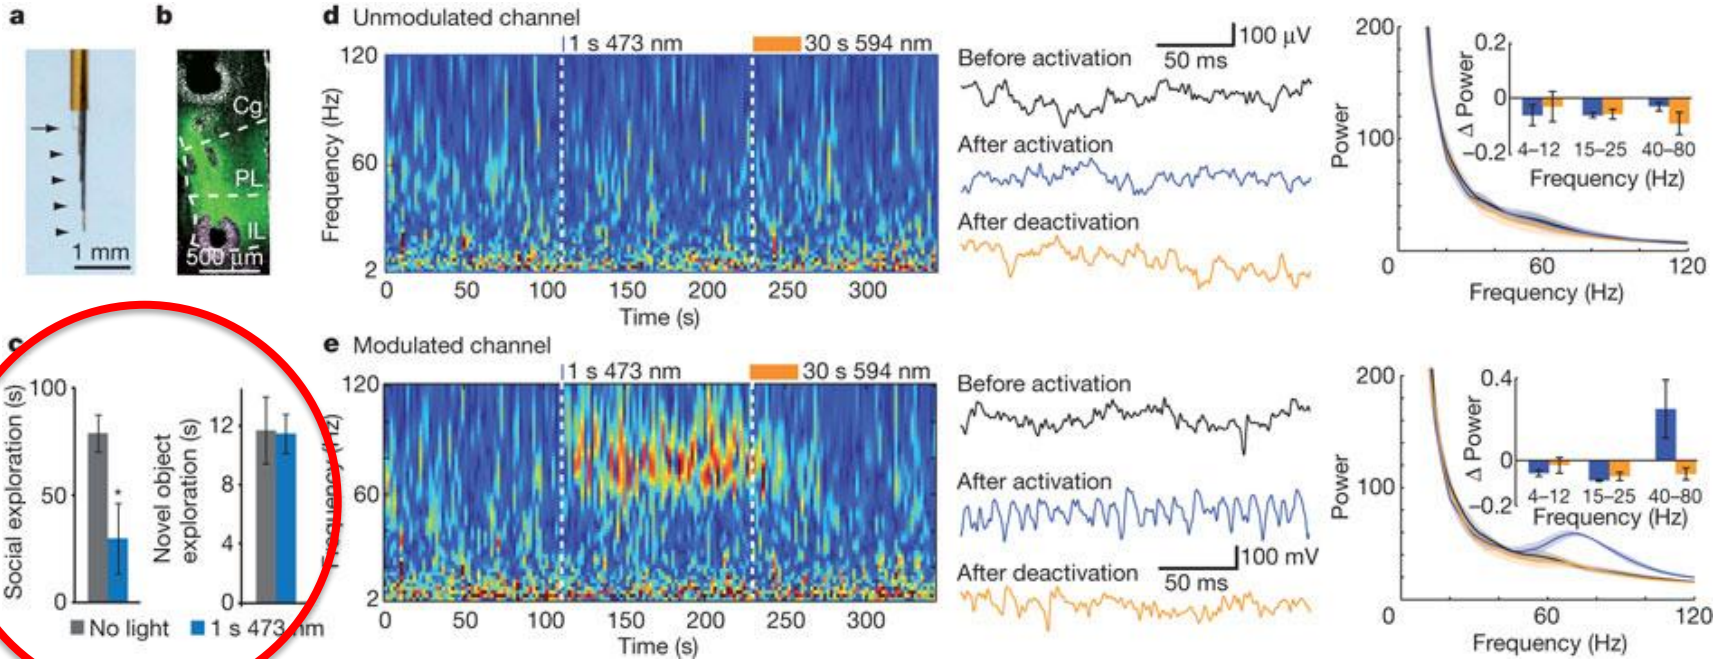 a
1 mm
b
Cg
PL
IL
500 µm
c
Social exploration (s)
100
50
0
*
Novel object
exploration (s)
12
8
4
0
No light
1 s 473 nm
d Unmodulated channel
1 s 473 nm
30 s 594 nm
Frequency (Hz)
120
60
2
0 50 100 150 200 250 300
Time (s)
Before activation
100 µV
50 ms
After activation
After deactivation
Power
200
100
0 60 120
Frequency (Hz)
Δ Power
0.2
0
–0.2
4–12 15–25 40–80
Frequency (Hz)
e Modulated channel
1 s 473 nm
30 s 594 nm
Frequency (Hz)
120
60
2
0 50 100 150 200 250 300
Time (s)
Before activation
After activation
After deactivation
100 mV
50 ms
Power
200
100
0 60 120
Frequency (Hz)
Δ Power
0.4
0
–0.2
4–12 15–25 40–80
Frequency (Hz)